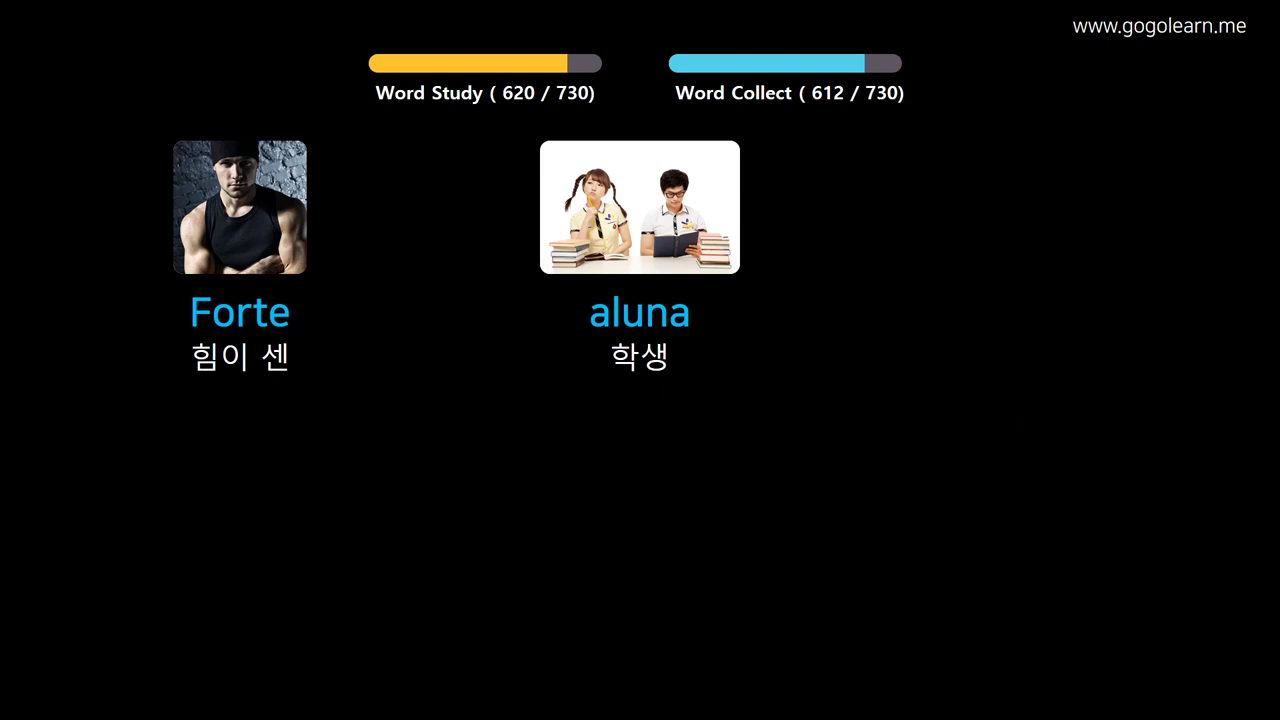 www.gogolearn.me
Word Study ( 620 / 730)
Word Collect ( 612 / 730)
Forte
힘이 센
aluna
학생